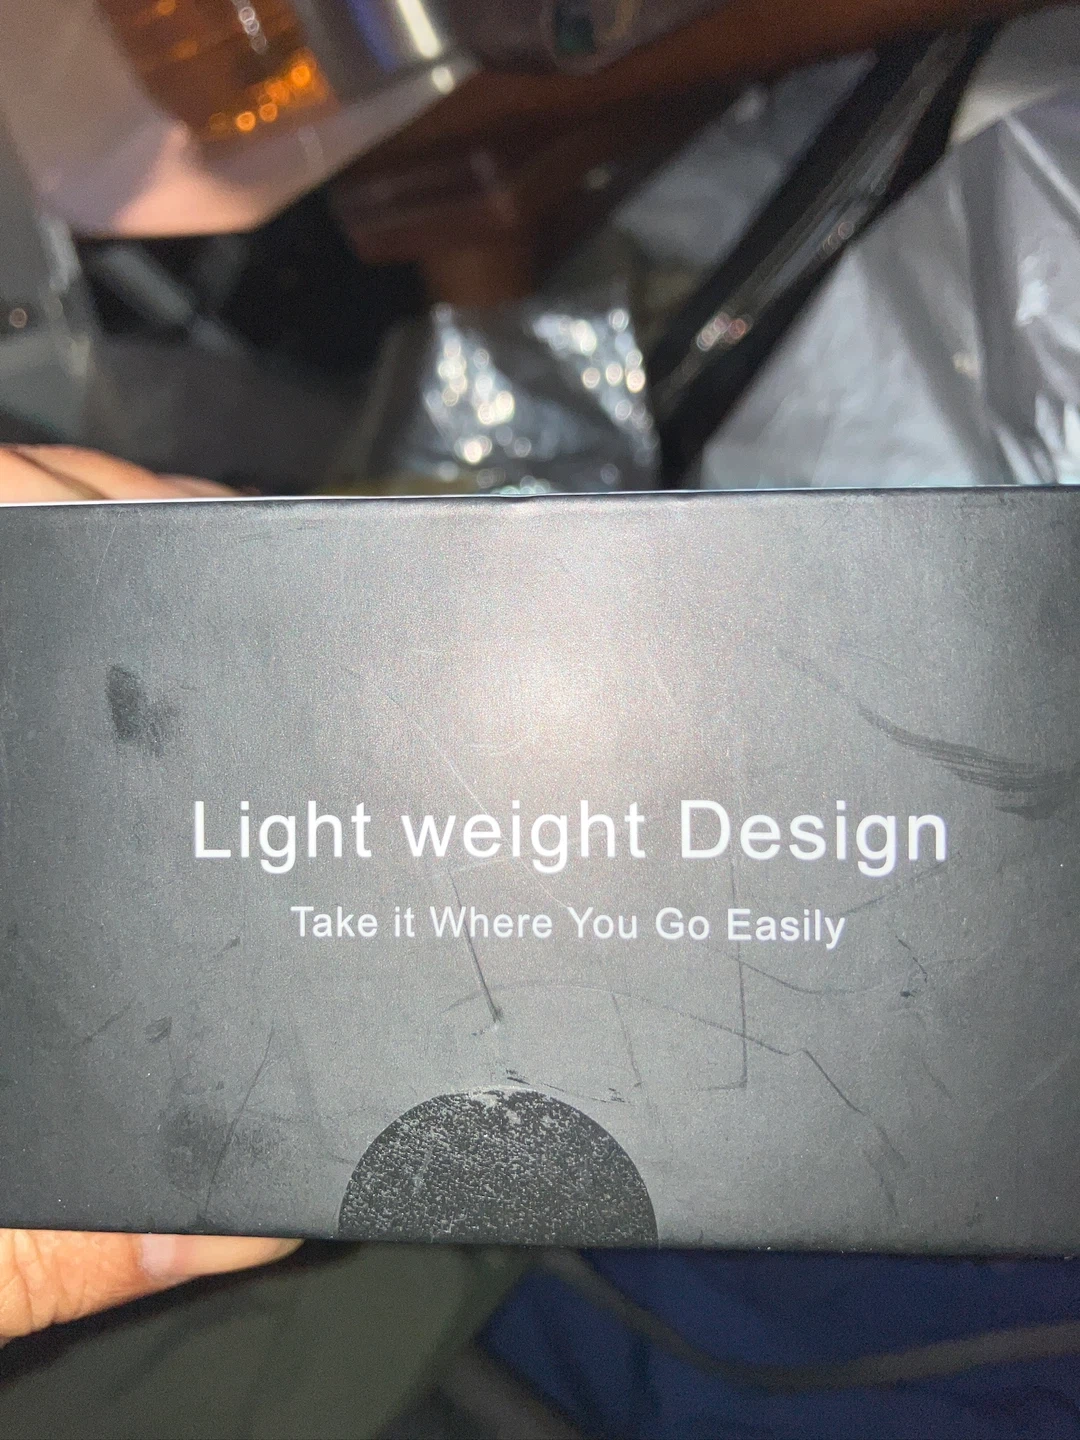 Light weight Design
Take it Where You Go Easily